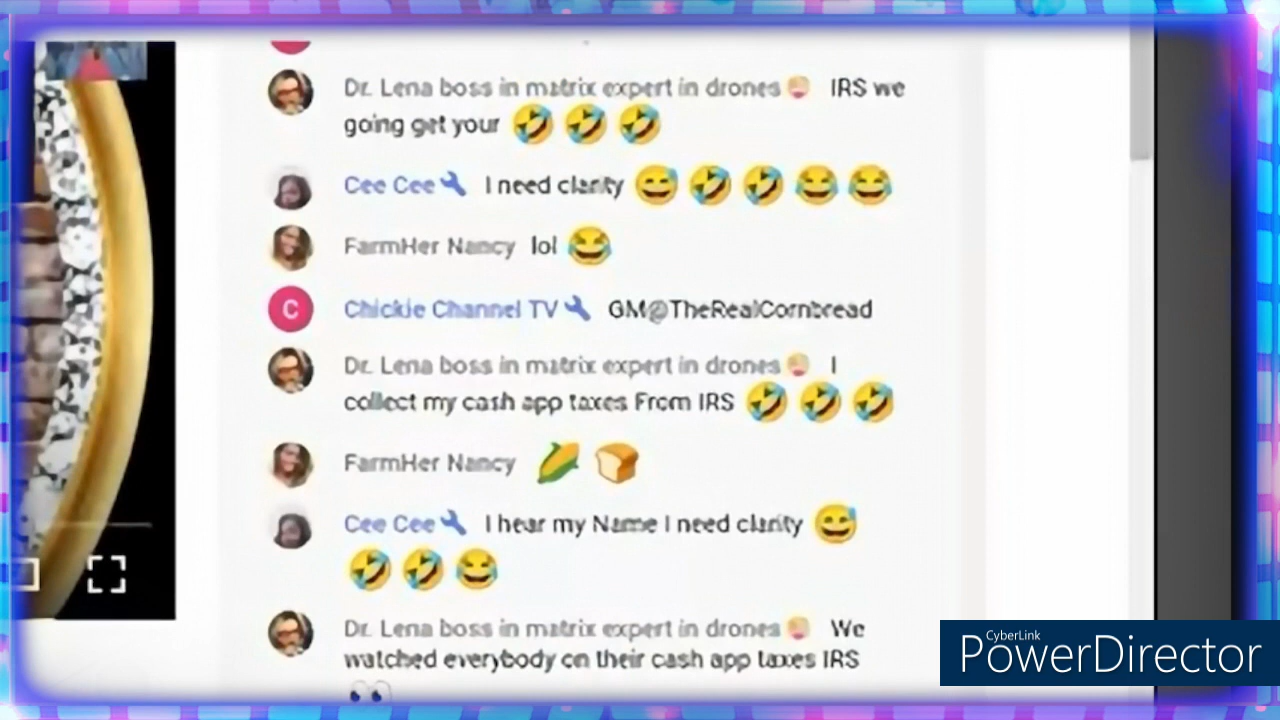 Dr. Lena boss in matrix expert in drones IRS we
going get your 🤣 🤣 🤣
Cee Cee I need clarity 😅 🤣 🤣 😂 😂
FarmHer Nancy lol 😂
C Chickie Channel TV GM@TheRealCornbread
Dr. Lena boss in matrix expert in drones I
collect my cash app taxes From IRS 🤣 🤣 🤣
FarmHer Nancy 🌽 🍞
Cee Cee I hear my Name I need clarity 😅
🤣 🤣 😂
Dr. Lena boss in matrix expert in drones We
watched everybody on their cash app taxes IRS
👀
CyberLink
PowerDirector